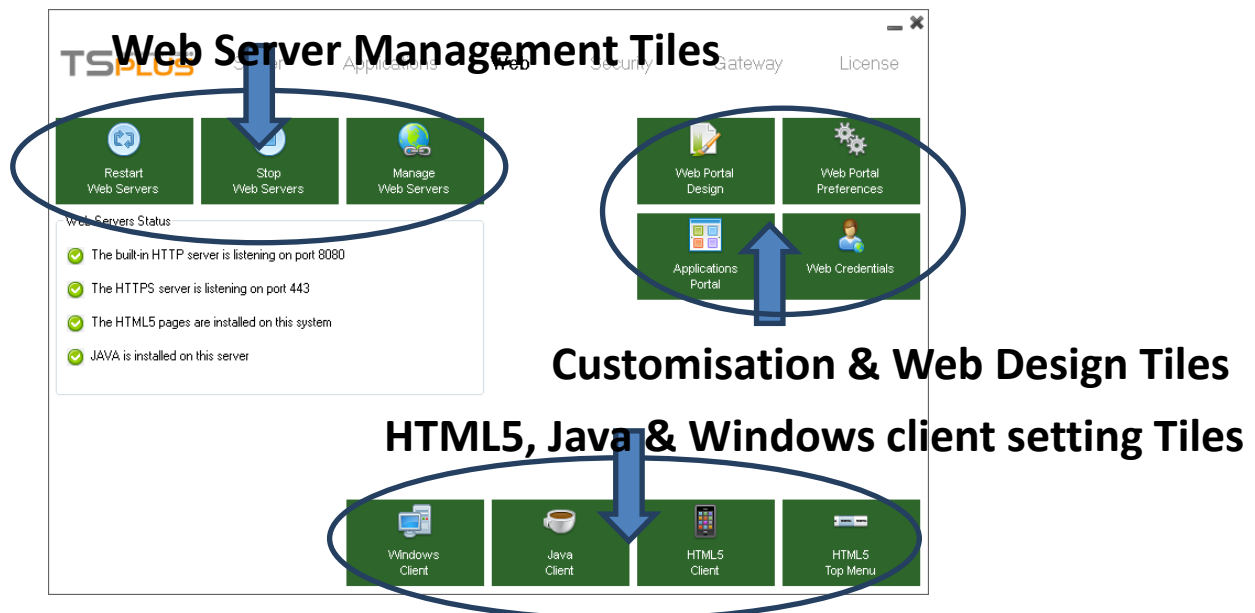 Web Server Management Tiles
TSPLUS Applications Web Security Gateway License
Restart
Web Servers
Stop
Web Servers
Manage
Web Servers
Web Portal
Design
Web Portal
Preferences
Web Servers Status
The built-in HTTP server is listening on port 8080
The HTTPS server is listening on port 443
The HTML5 pages are installed on this system
JAVA is installed on this server
Applications
Portal
Web Credentials
Customisation & Web Design Tiles
HTML5, Java & Windows client setting Tiles
Windows
Client
Java
Client
HTML5
Client
HTML5
Top Menu